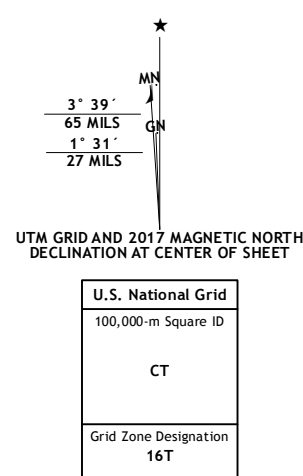 MN
3° 39´
65 MILS
GN
1° 31´
27 MILS
UTM GRID AND 2017 MAGNETIC NORTH
DECLINATION AT CENTER OF SHEET
U.S. National Grid
100,000-m Square ID
CT
Grid Zone Designation
16T